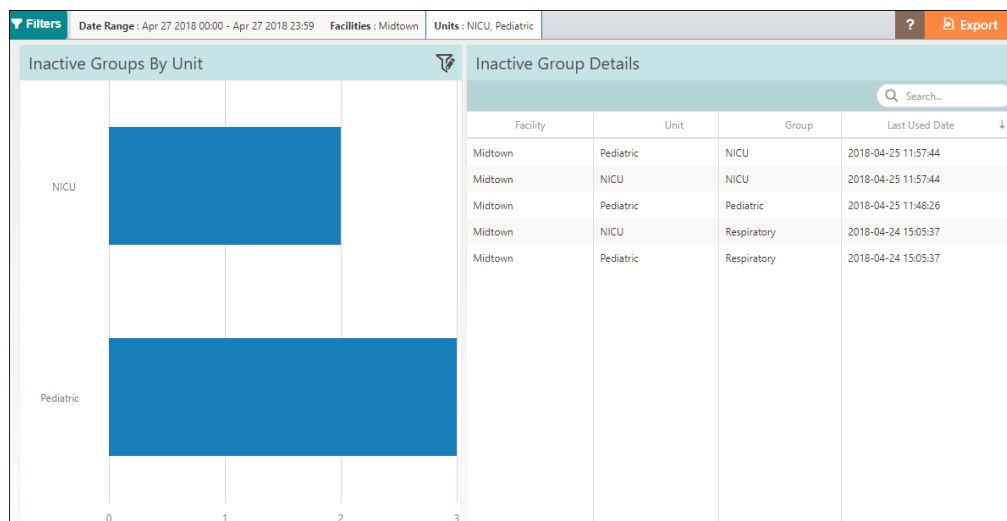 Filters Date Range : Apr 27 2018 00:00 - Apr 27 2018 23:59 Facilities : Midtown Units : NICU, Pediatric ? Export
Inactive Groups By Unit
NICU
Pediatric
0 1 2 3
Inactive Group Details
Search...
Facility Unit Group Last Used Date
Midtown Pediatric NICU 2018-04-25 11:57:44
Midtown NICU NICU 2018-04-25 11:57:44
Midtown Pediatric Pediatric 2018-04-25 11:48:26
Midtown NICU Respiratory 2018-04-24 15:05:37
Midtown Pediatric Respiratory 2018-04-24 15:05:37